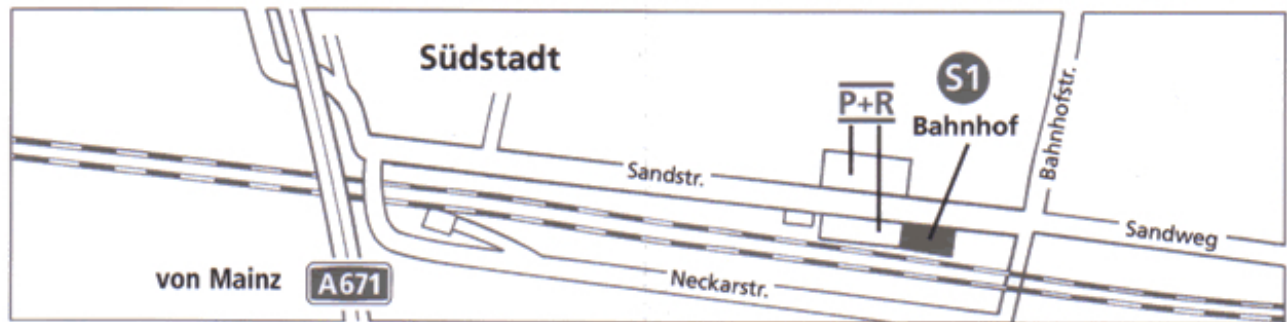 Südstadt
P+R
S1
Bahnhof
Bahnhofstr.
Sandstr.
Sandweg
von Mainz
A671
Neckarstr.